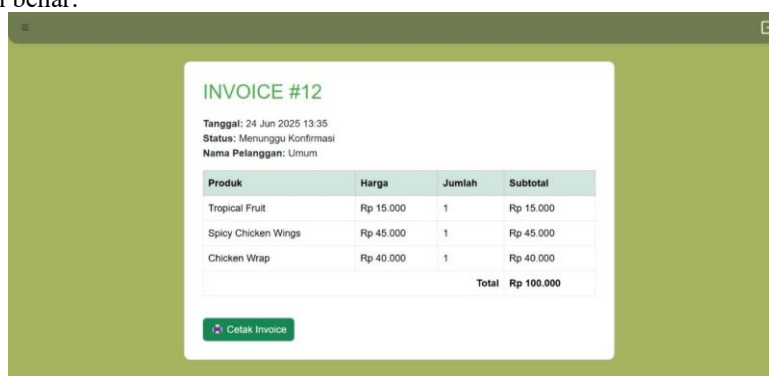 benar.
INVOICE #12
Tanggal: 24 Jun 2025 13:35
Status: Menunggu Konfirmasi
Nama Pelanggan: Umum
Produk Harga Jumlah Subtotal
Tropical Fruit Rp 15.000 1 Rp 15.000
Spicy Chicken Wings Rp 45.000 1 Rp 45.000
Chicken Wrap Rp 40.000 1 Rp 40.000
Total Rp 100.000
Cetak Invoice